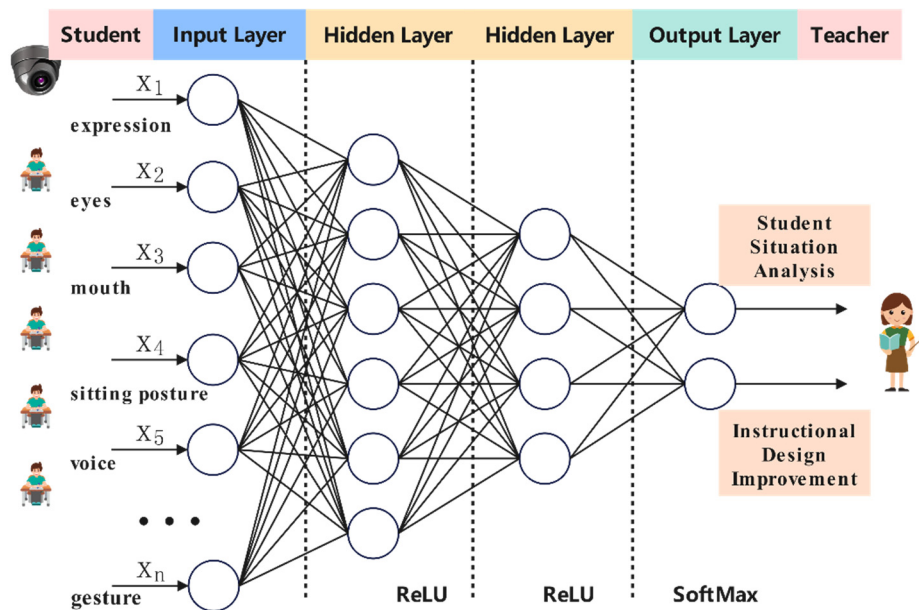 Student Input Layer Hidden Layer Hidden Layer Output Layer Teacher
X1
expression
X2
eyes
X3
mouth
X4
sitting posture
X5
voice
• • •
Xn
gesture
Student
Situation
Analysis
Instructional
Design
Improvement
ReLU ReLU SoftMax